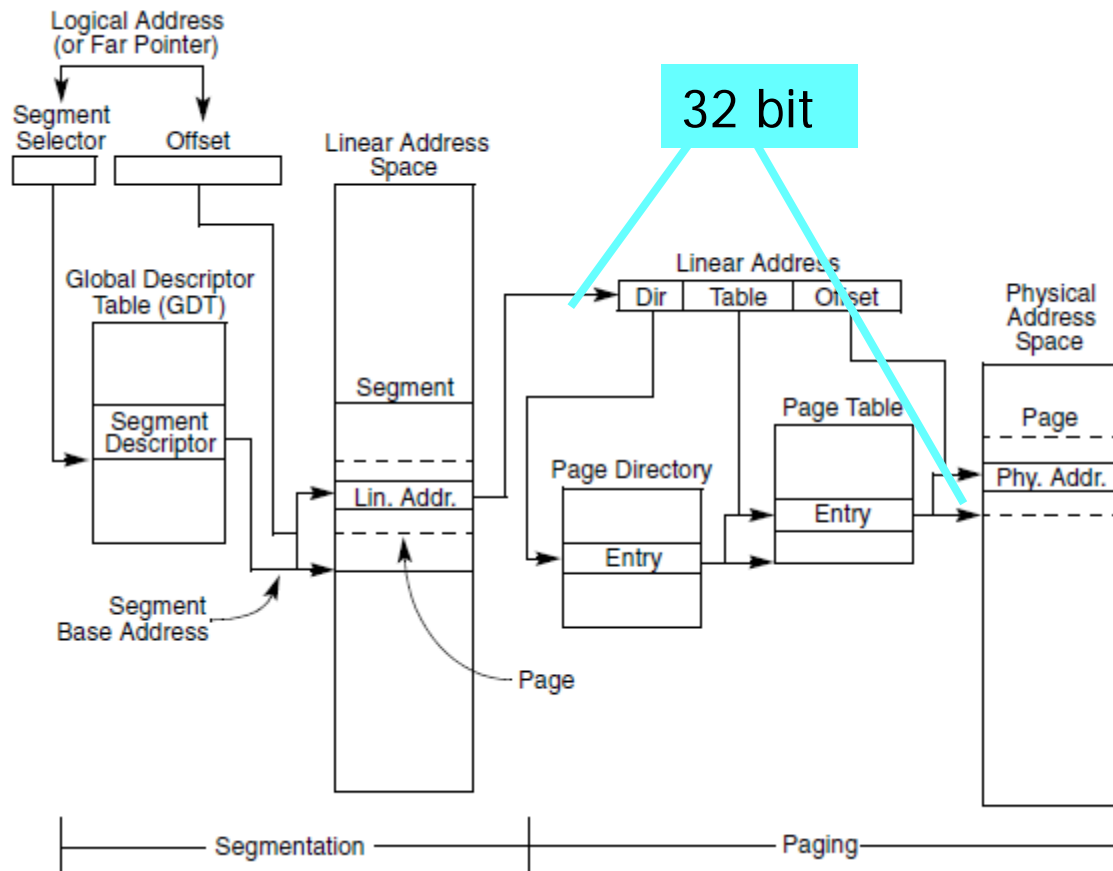 Logical Address
(or Far Pointer)
Segment
Selector
Offset
Linear Address
Space
32 bit
Global Descriptor
Table (GDT)
Segment
Descriptor
Segment
Lin. Addr.
Segment
Base Address
Page
Linear Address
Dir
Table
Offset
Page Directory
Entry
Page Table
Entry
Physical
Address
Space
Page
Phy. Addr.
Segmentation
Paging